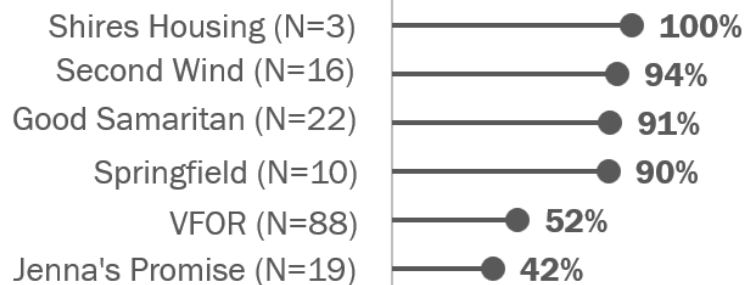 Shires Housing (N=3) 100%
Second Wind (N=16) 94%
Good Samaritan (N=22) 91%
Springfield (N=10) 90%
VFOR (N=88) 52%
Jenna's Promise (N=19) 42%